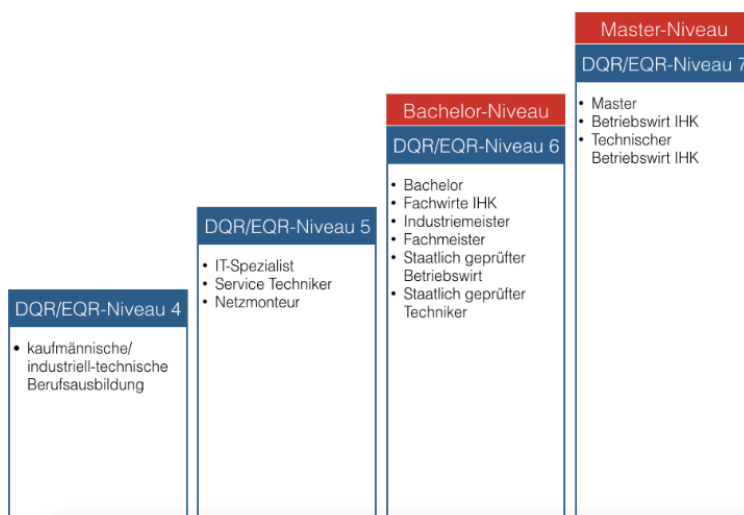 Master-Niveau
DQR/EQR-Niveau 7
• Master
• Betriebswirt IHK
• Technischer
Betriebswirt IHK
Bachelor-Niveau
DQR/EQR-Niveau 6
• Bachelor
• Fachwirte IHK
• Industriemeister
• Fachmeister
• Staatlich geprüfter
Betriebswirt
• Staatlich geprüfter
Techniker
DQR/EQR-Niveau 5
• IT-Spezialist
• Service Techniker
• Netzmonteur
DQR/EQR-Niveau 4
• kaufmännische/
industriell-technische
Berufsausbildung